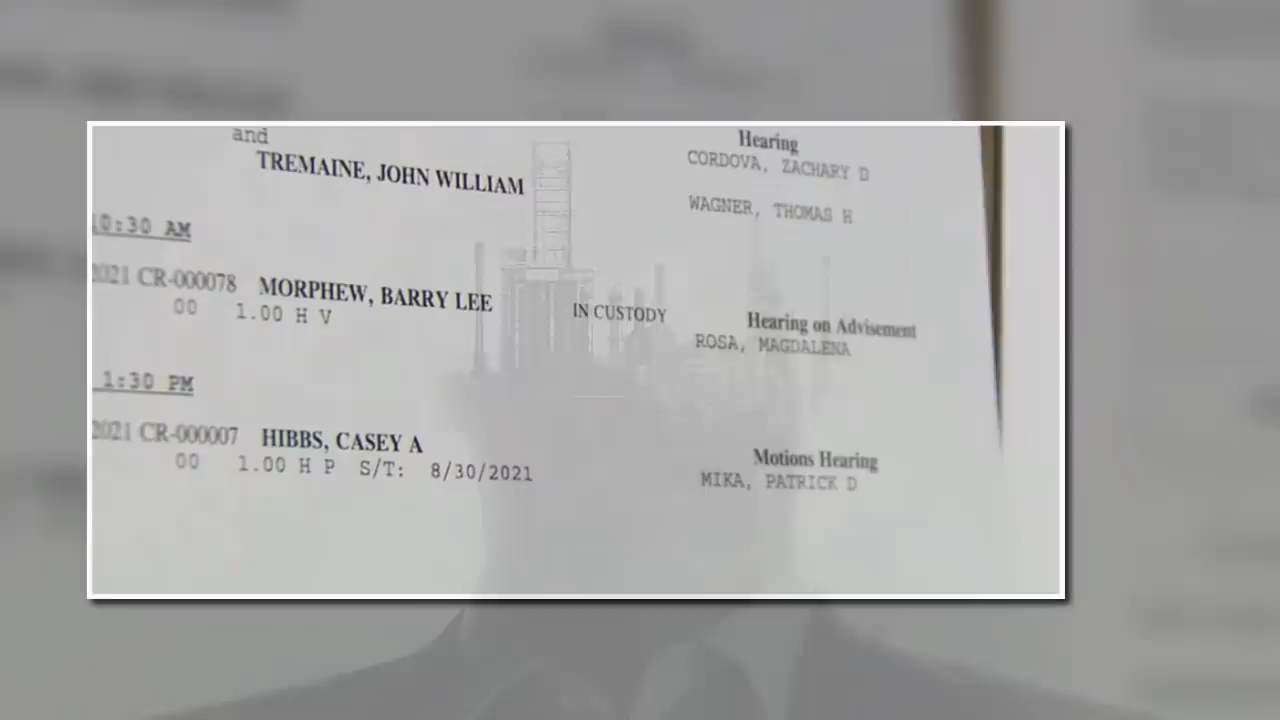 and
Hearing
TREMAINE, JOHN WILLIAM
CORDOVA, ZACHARY D
WAGNER, THOMAS H
0:30 AM
2021 CR-000078 MORPHEW, BARRY LEE
IN CUSTODY
Hearing on Advisement
00 1.00 H V
ROSA, MAGDALENA
1:30 PM
2021 CR-000007 HIBBS, CASEY A
Motions Hearing
00 1.00 H P S/T: 8/30/2021
MIKA, PATRICK D